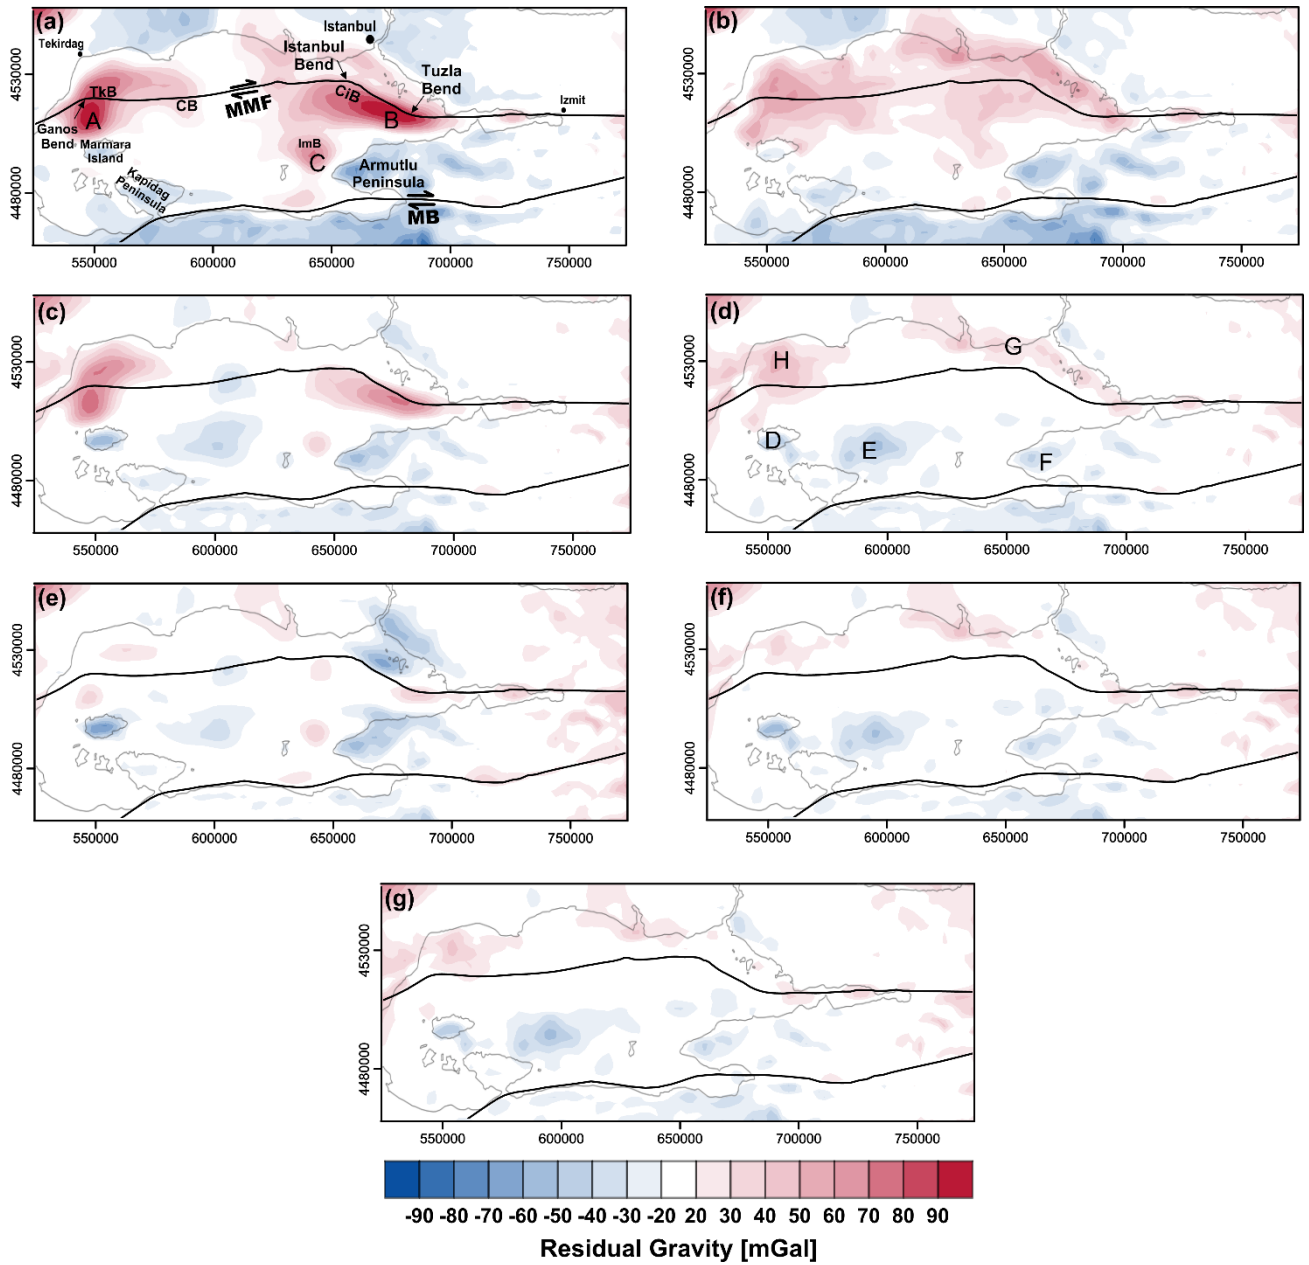 (a)
Istanbul
Tekirdag
Istanbul
Bend
Tuzla
Bend
4530000
TkB
CB
MMF
CiB
Izmit
A
B
Ganos
Bend
Marmara
Island
ImB
C
Kapidag
Peninsula
Armutlu
Peninsula
4480000
MB
550000 600000 650000 700000 750000
(b)
4530000
4480000
550000 600000 650000 700000 750000
(c)
4530000
4480000
550000 600000 650000 700000 750000
(d)
4530000
G
H
D
E
F
4480000
550000 600000 650000 700000 750000
(e)
4530000
4480000
550000 600000 650000 700000 750000
(f)
4530000
4480000
550000 600000 650000 700000 750000
(g)
4530000
4480000
550000 600000 650000 700000 750000
-90 -80 -70 -60 -50 -40 -30 -20 20 30 40 50 60 70 80 90
Residual Gravity [mGal]